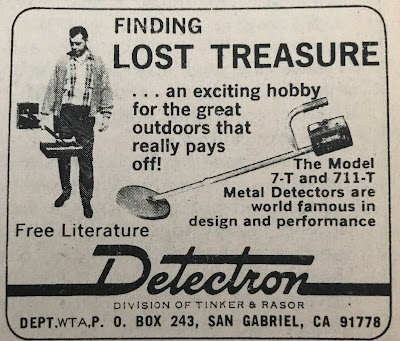 FINDING
LOST TREASURE
. . . an exciting hobby
for the great
outdoors that
really pays
off!
The Model
7-T and 711-T
Metal Detectors are
world famous in
design and performance
Free Literature
Detectron
DIVISION OF TINKER & RASOR
DEPT.WTA,P. O. BOX 243, SAN GABRIEL, CA 91778